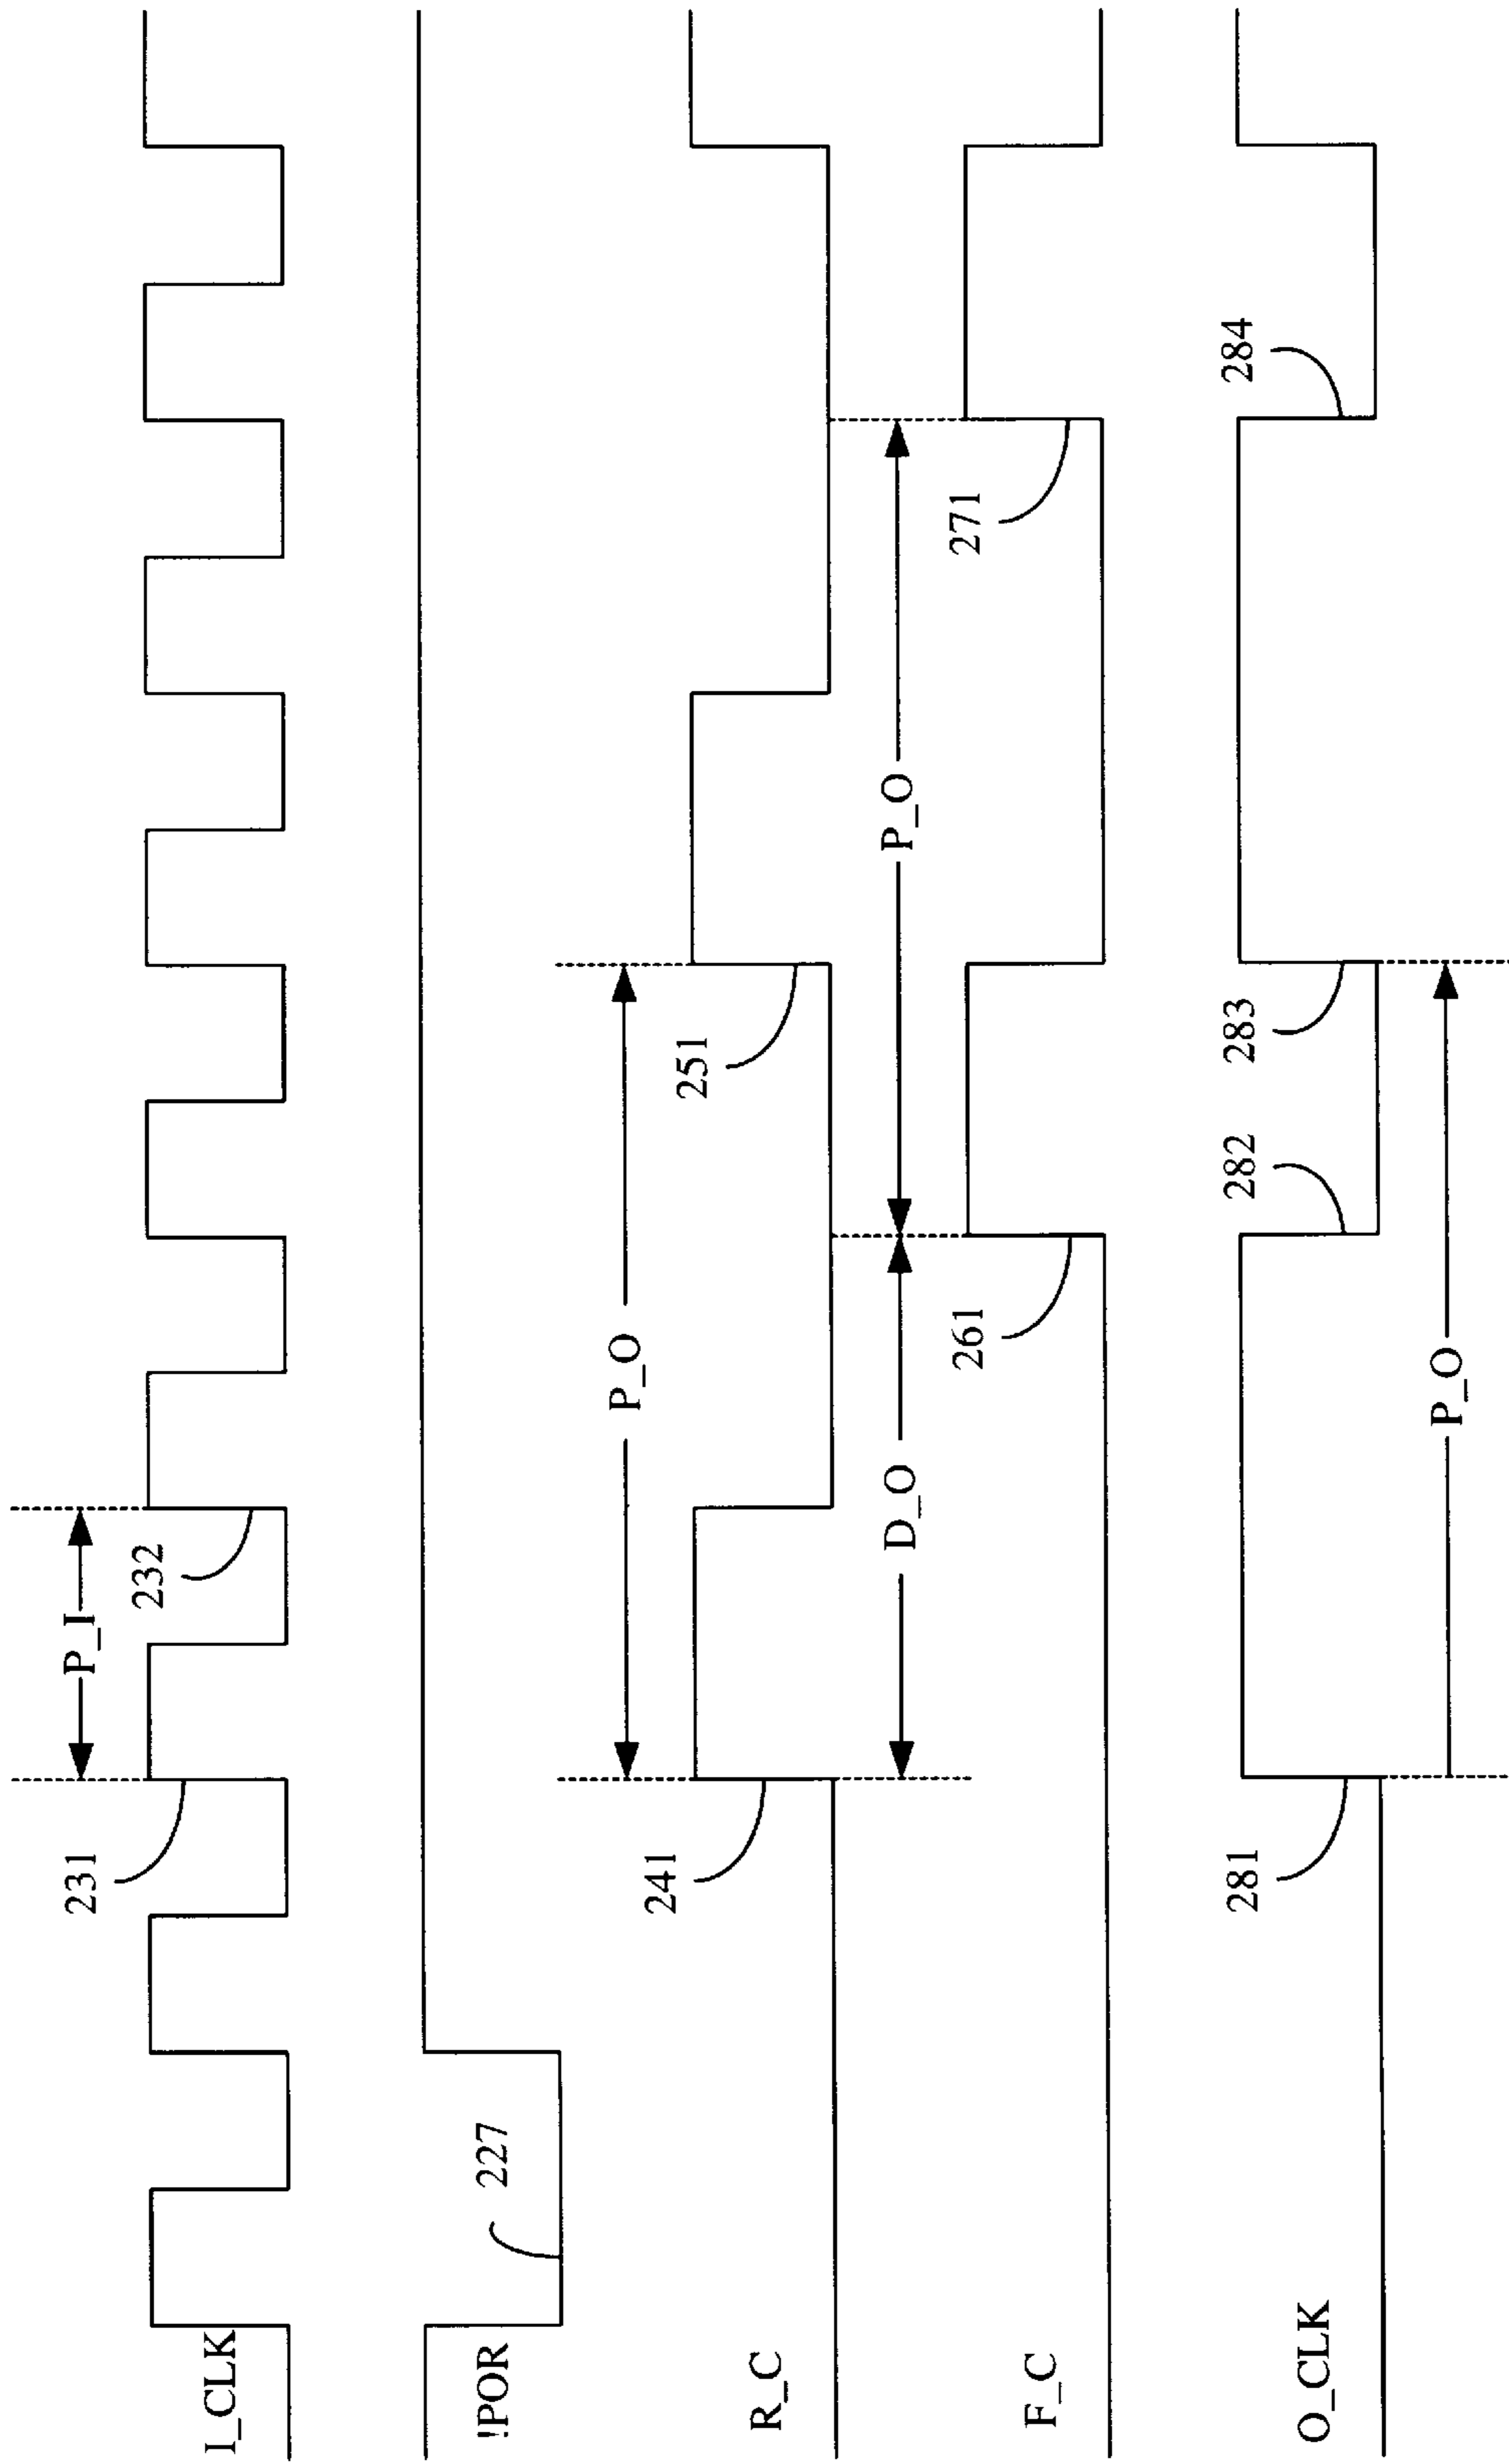 P_I
231
232
I_CLK
!POR
227
P_O
241
251
R_C
D_O
P_O
261
271
F_C
281
282
283
284
O_CLK
P_O